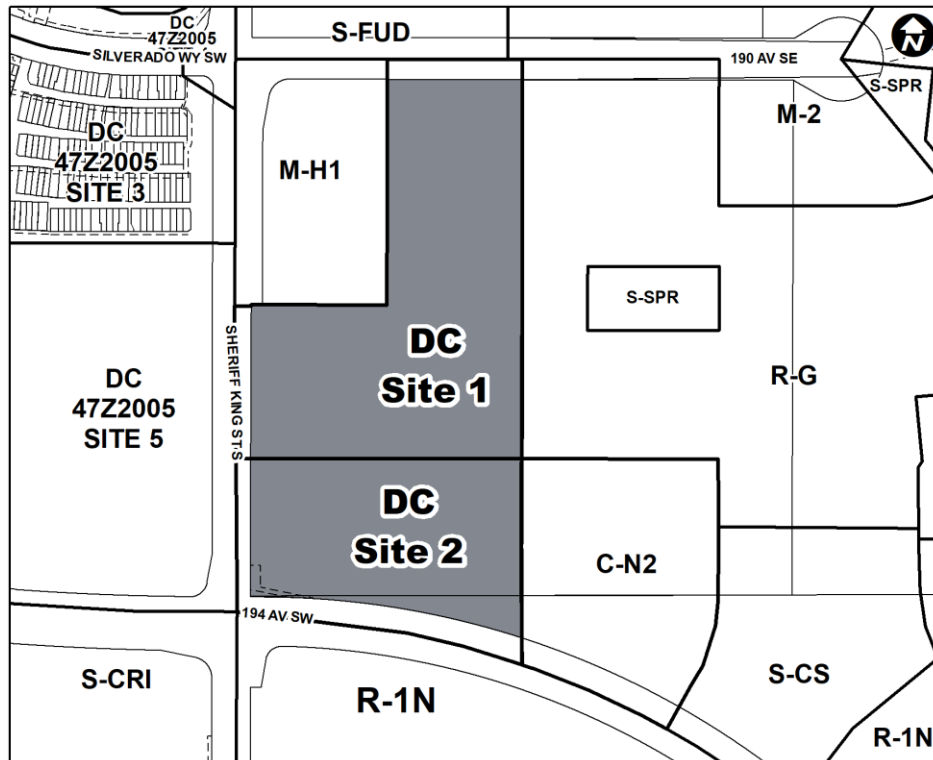 DC
47Z2005
S-FUD
N
SILVERADO WY SW
190 AV SE
S-SPR
M-2
DC
47Z2005
SITE 3
M-H1
S-SPR
SHERIFF KING ST S
DC
Site 1
DC
47Z2005
SITE 5
R-G
DC
Site 2
C-N2
194 AV SW
S-CRI
R-1N
S-CS
R-1N